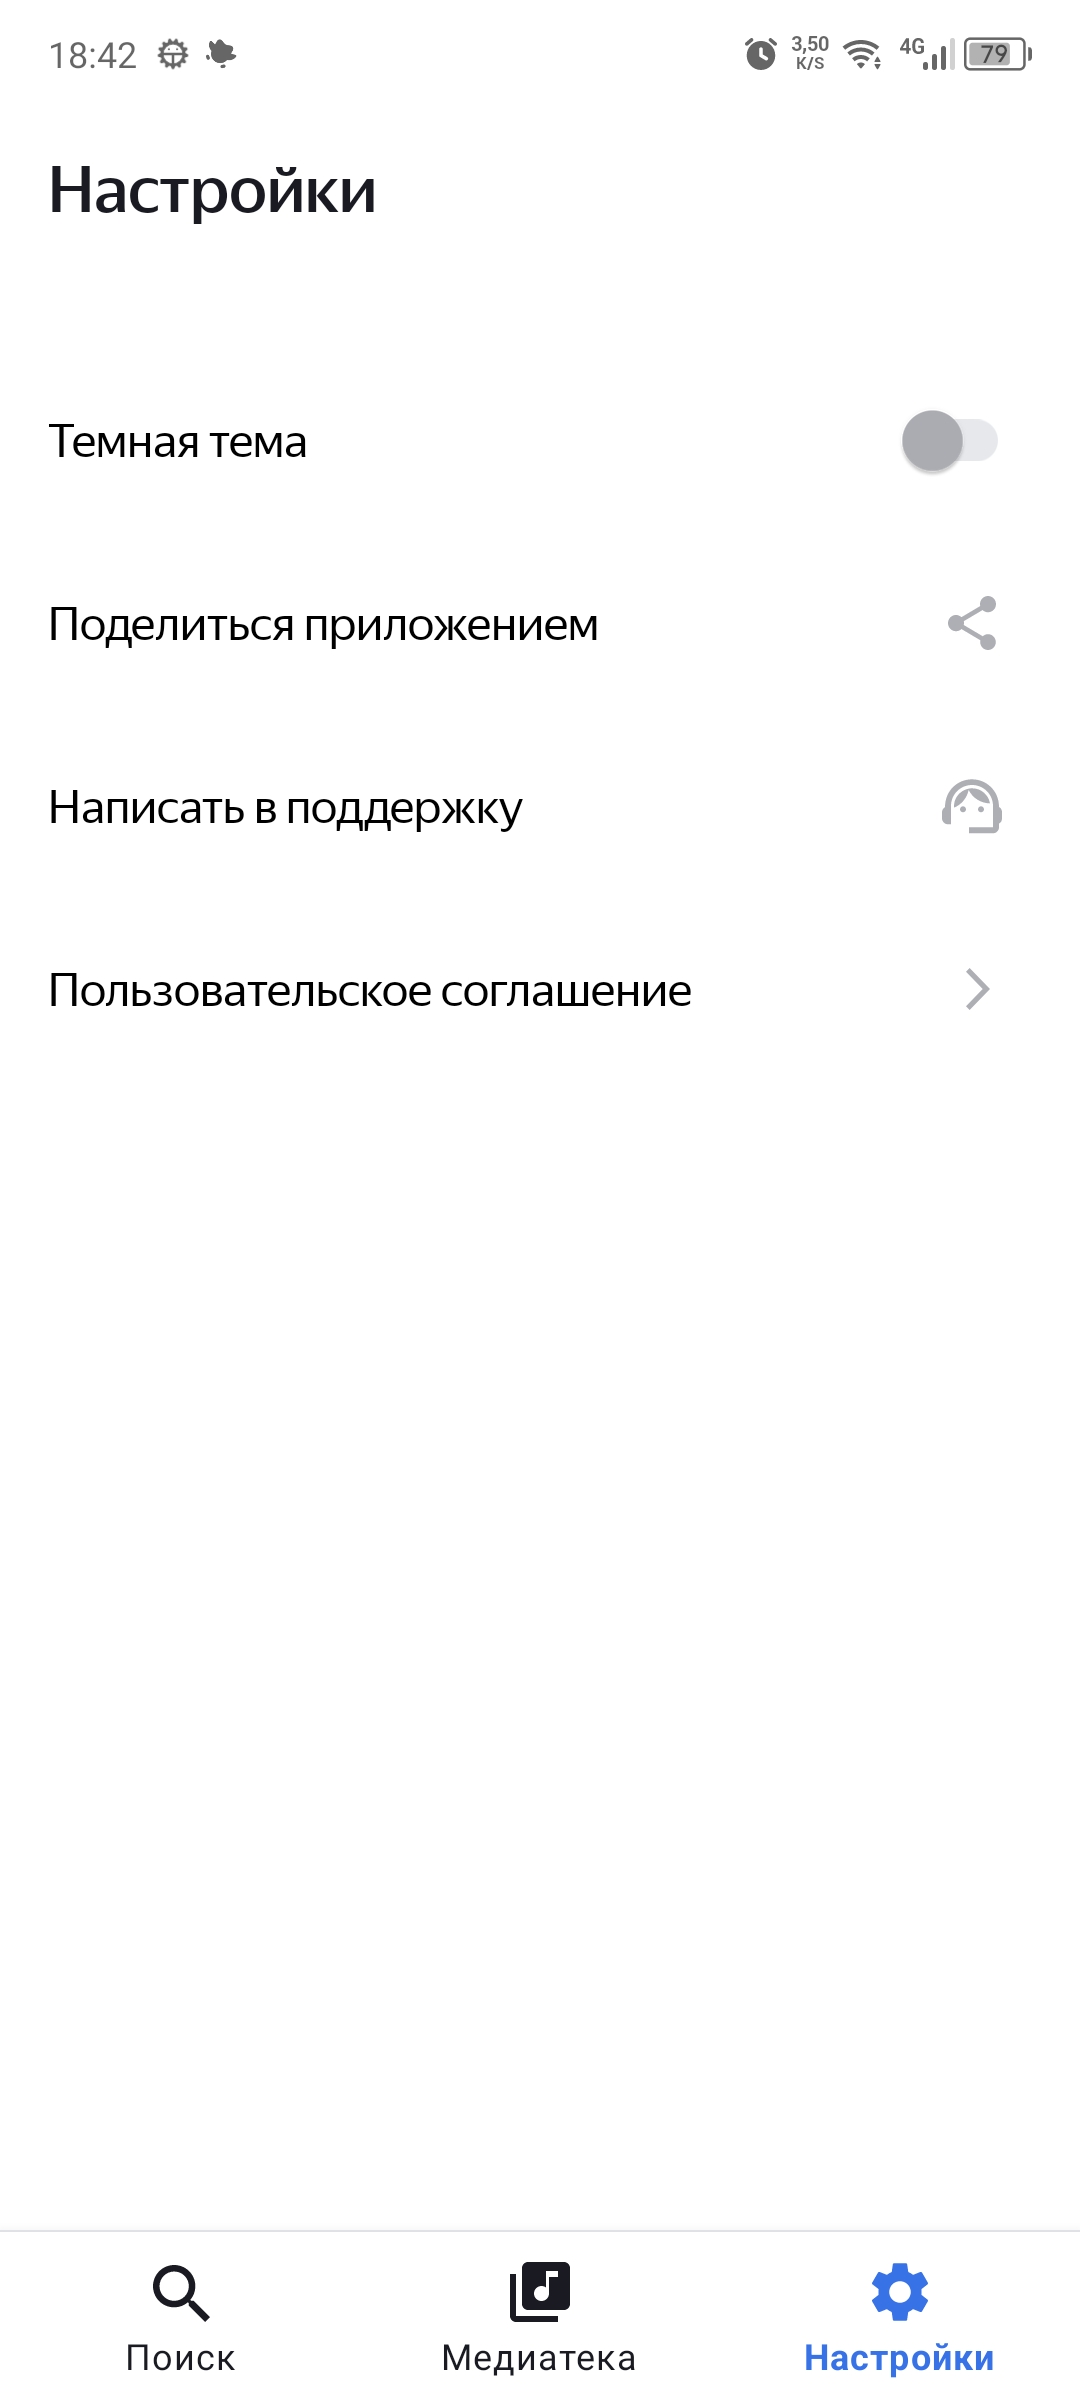 18:42 3,50 K/S 4G 79
Настройки
Темная тема
Поделиться приложением
Написать в поддержку
Пользовательское соглашение
Поиск Медиатека Настройки